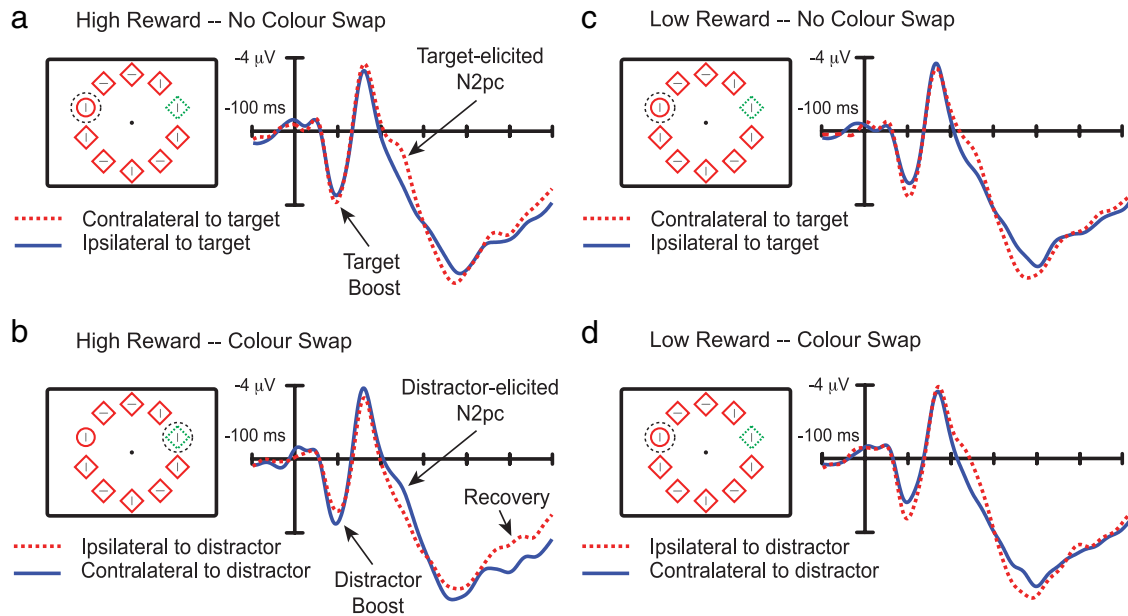 a
High Reward -- No Colour Swap
-4 μV
-100 ms
Target-elicited
N2pc
Contralateral to target
Ipsilateral to target
Target
Boost
c
Low Reward -- No Colour Swap
-4 μV
-100 ms
Contralateral to target
Ipsilateral to target
b
High Reward -- Colour Swap
-4 μV
-100 ms
Distractor-elicited
N2pc
Recovery
Ipsilateral to distractor
Contralateral to distractor
Distractor
Boost
d
Low Reward -- Colour Swap
-4 μV
-100 ms
Ipsilateral to distractor
Contralateral to distractor